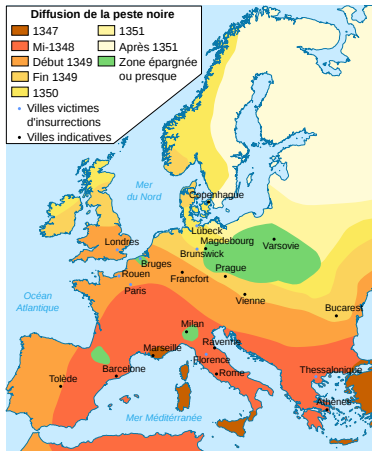 Diffusion de la peste noire
1347
Mi-1348
Début 1349
Fin 1349
1350
1351
Après 1351
Zone épargnée
ou presque
Villes victimes
d'insurrections
Villes indicatives
Mer
du Nord
Copenhague
Lübeck
Londres
Magdebourg
Varsovie
Bruges
Brunswick
Rouen
Francfort
Prague
Paris
Vienne
Océan
Atlantique
Bucarest
Milan
Ravenne
Marseille
Florence
Barcelone
Rome
Thessalonique
Tolède
Athènes
Mer Méditérranée